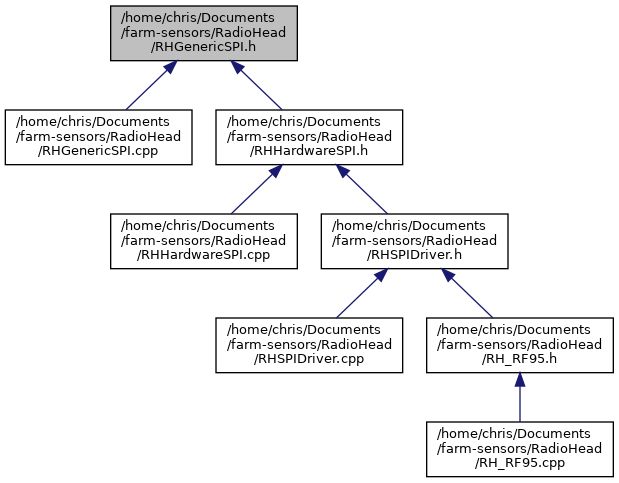 /home/chris/Documents
/farm-sensors/RadioHead
/RHGenericSPI.h
/home/chris/Documents
/farm-sensors/RadioHead
/RHGenericSPI.cpp
/home/chris/Documents
/farm-sensors/RadioHead
/RHHardwareSPI.h
/home/chris/Documents
/farm-sensors/RadioHead
/RHHardwareSPI.cpp
/home/chris/Documents
/farm-sensors/RadioHead
/RHSPIDriver.h
/home/chris/Documents
/farm-sensors/RadioHead
/RHSPIDriver.cpp
/home/chris/Documents
/farm-sensors/RadioHead
/RH_RF95.h
/home/chris/Documents
/farm-sensors/RadioHead
/RH_RF95.cpp